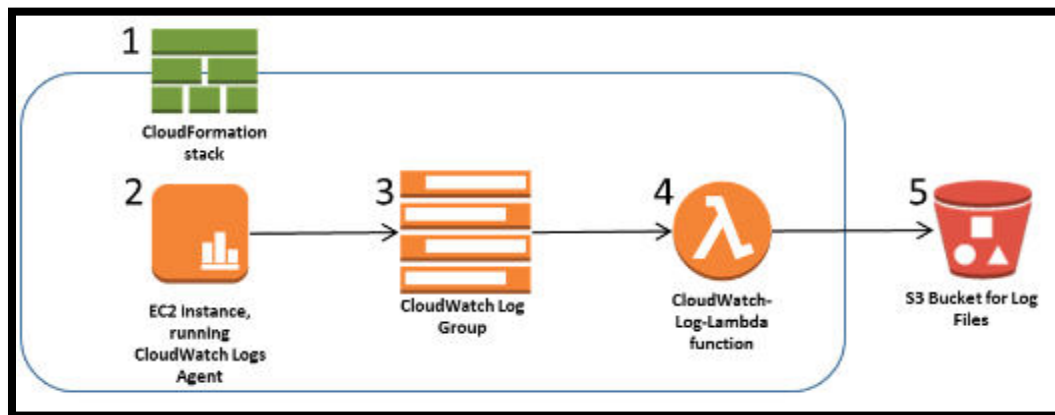 1
CloudFormation
stack
2
EC2 Instance,
running
CloudWatch Logs
Agent
3
CloudWatch Log
Group
4
λ
CloudWatch-
Log-Lambda
function
5
S3 Bucket for Log
Files